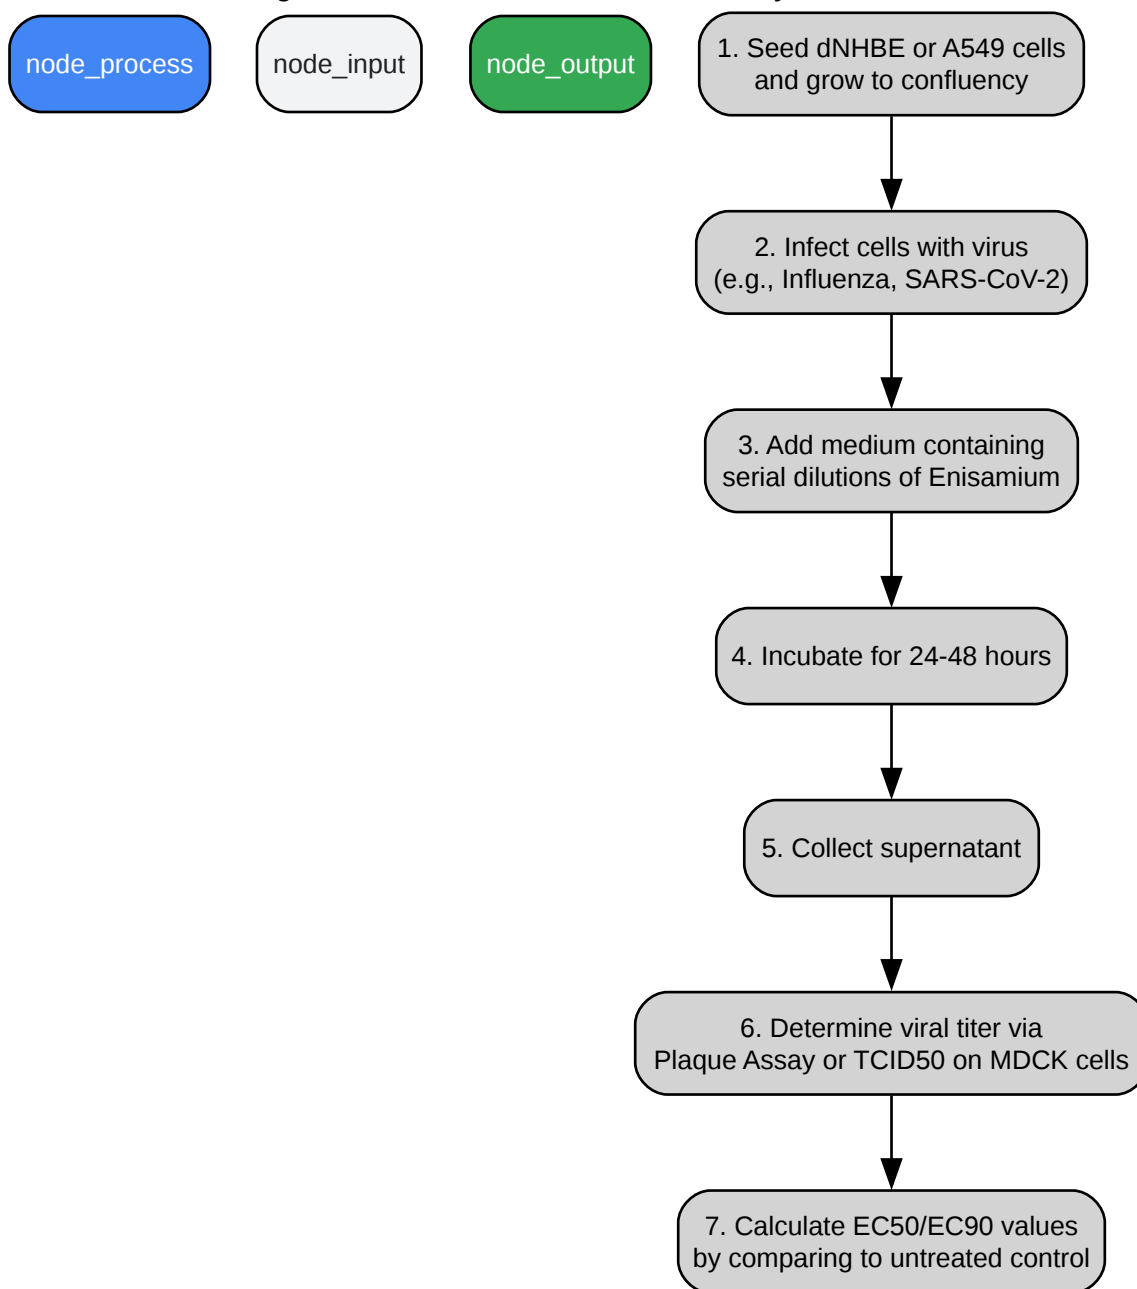 node_process
node_input
node_output
1. Seed dNHBE or A549 cells
and grow to confluency
2. Infect cells with virus
(e.g., Influenza, SARS-CoV-2)
3. Add medium containing
serial dilutions of Enisamium
4. Incubate for 24-48 hours
5. Collect supernatant
6. Determine viral titer via
Plaque Assay or TCID50 on MDCK cells
7. Calculate EC50/EC90 values
by comparing to untreated control